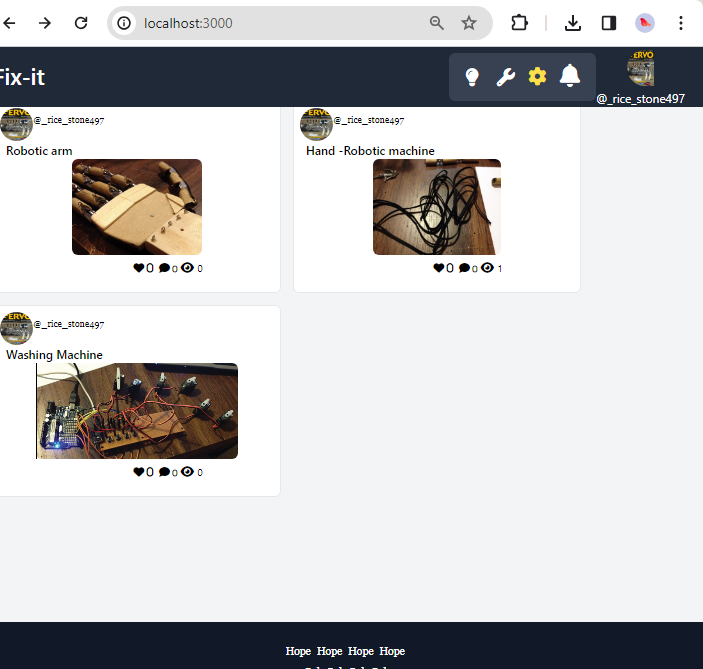 localhost:3000
Fix-it
ERVO
@_rice_stone497
ERVO
@_rice_stone497
Robotic arm
0 0 0
ERVO
@_rice_stone497
Hand -Robotic machine
0 0 1
ERVO
@_rice_stone497
Washing Machine
0 0 0
Hope Hope Hope Hope